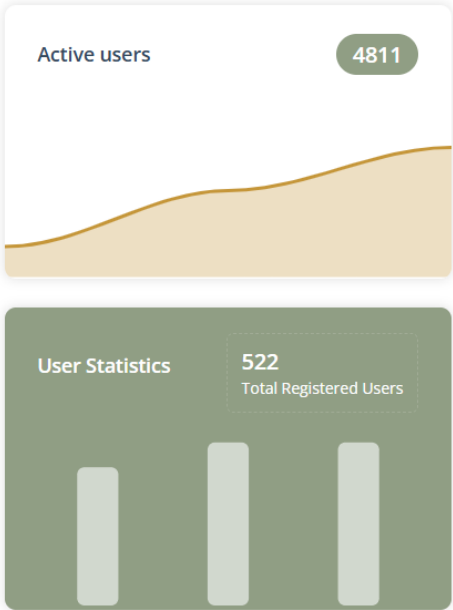 Active users
4811
User Statistics
522
Total Registered Users